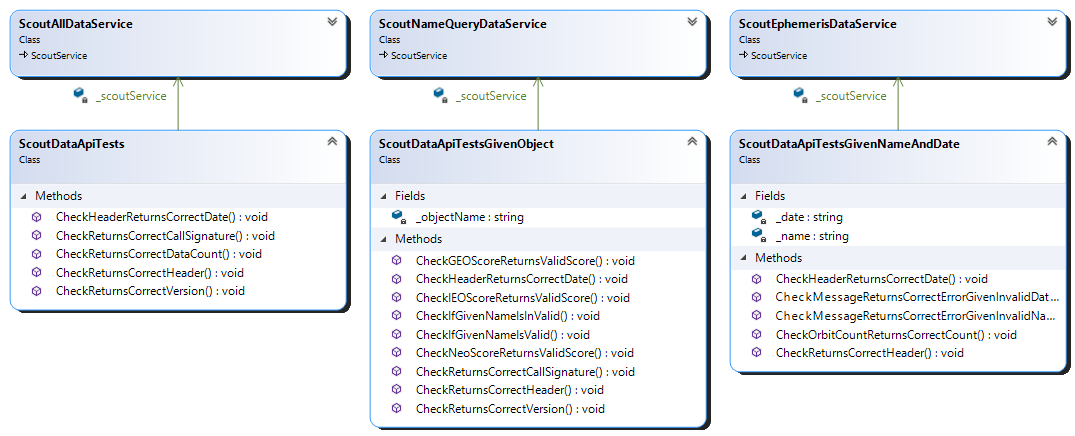 ScoutAllDataService
Class
ScoutService
_scoutService
ScoutDataApiTests
Class
Methods
CheckHeaderReturnsCorrectDate() : void
CheckReturnsCorrectCallSignature() : void
CheckReturnsCorrectDataCount() : void
CheckReturnsCorrectHeader() : void
CheckReturnsCorrectVersion() : void
ScoutNameQueryDataService
Class
ScoutService
_scoutService
ScoutDataApiTestsGivenObject
Class
Fields
_objectName : string
Methods
CheckGEOScoreReturnsValidScore() : void
CheckHeaderReturnsCorrectDate() : void
CheckIEOScoreReturnsValidScore() : void
CheckIfGivenNameIsInValid() : void
CheckIfGivenNameIsValid() : void
CheckNeoScoreReturnsValidScore() : void
CheckReturnsCorrectCallSignature() : void
CheckReturnsCorrectHeader() : void
CheckReturnsCorrectVersion() : void
ScoutEphemerisDataService
Class
ScoutService
_scoutService
ScoutDataApiTestsGivenNameAndDate
Class
Fields
_date : string
_name : string
Methods
CheckHeaderReturnsCorrectDate() : void
CheckMessageReturnsCorrectErrorGivenInvalidDat...
CheckMessageReturnsCorrectErrorGivenInvalidNa...
CheckOrbitCountReturnsCorrectCount() : void
CheckReturnsCorrectHeader() : void